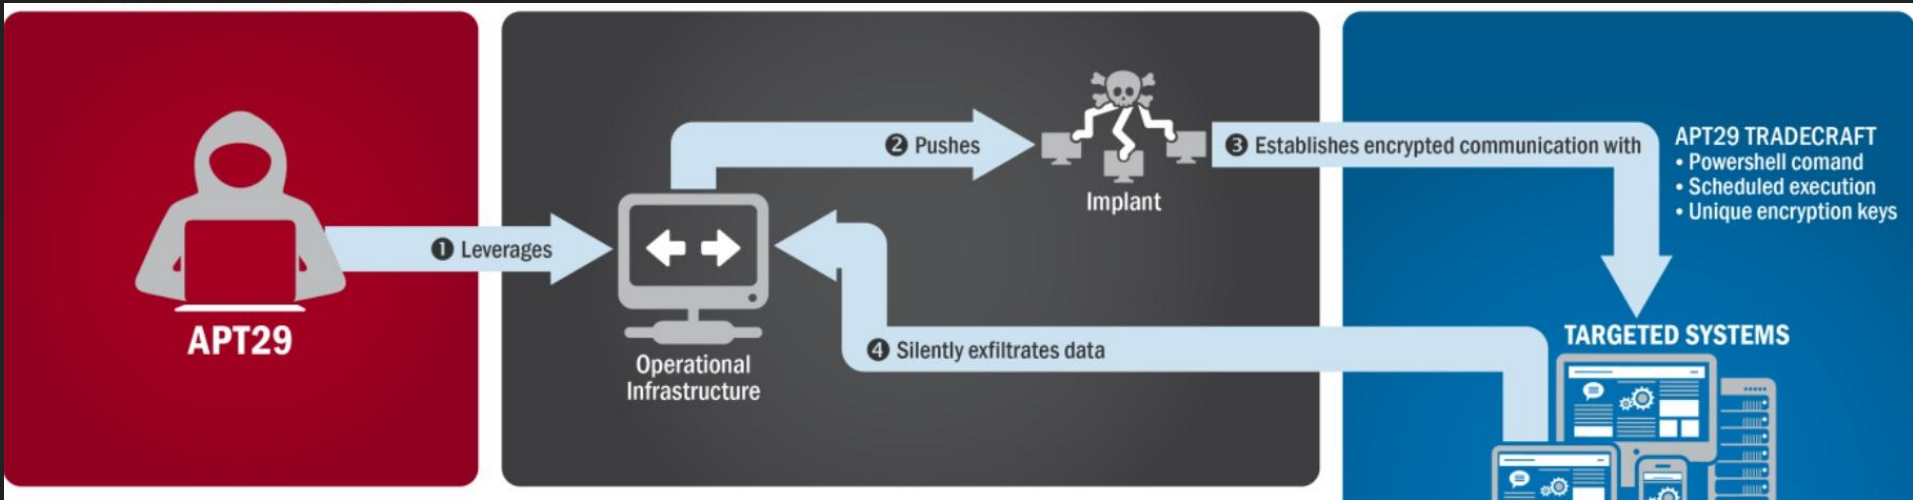 APT29
❶ Leverages
Operational
Infrastructure
❷ Pushes
Implant
❸ Establishes encrypted communication with
❹ Silently exfiltrates data
APT29 TRADECRAFT
• Powershell comand
• Scheduled execution
• Unique encryption keys
TARGETED SYSTEMS